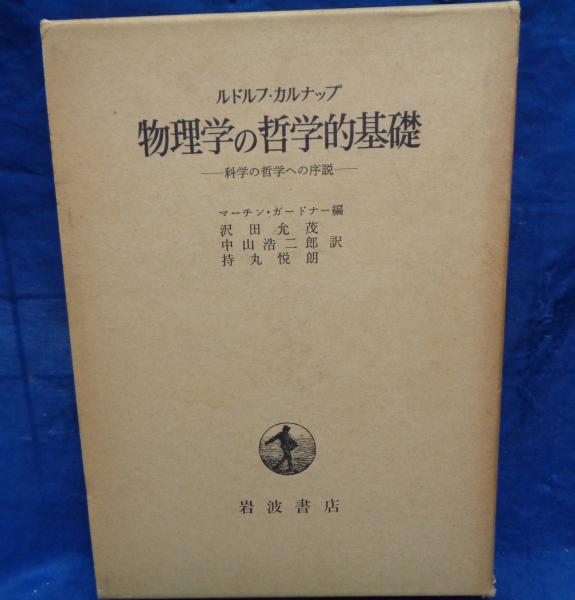 ルドルフ・カルナップ
物理学の哲学的基礎
―科学の哲学への序説―
マーチン・ガードナー編
沢田允茂
中山浩二郎訳
持丸悦朗
岩波書店